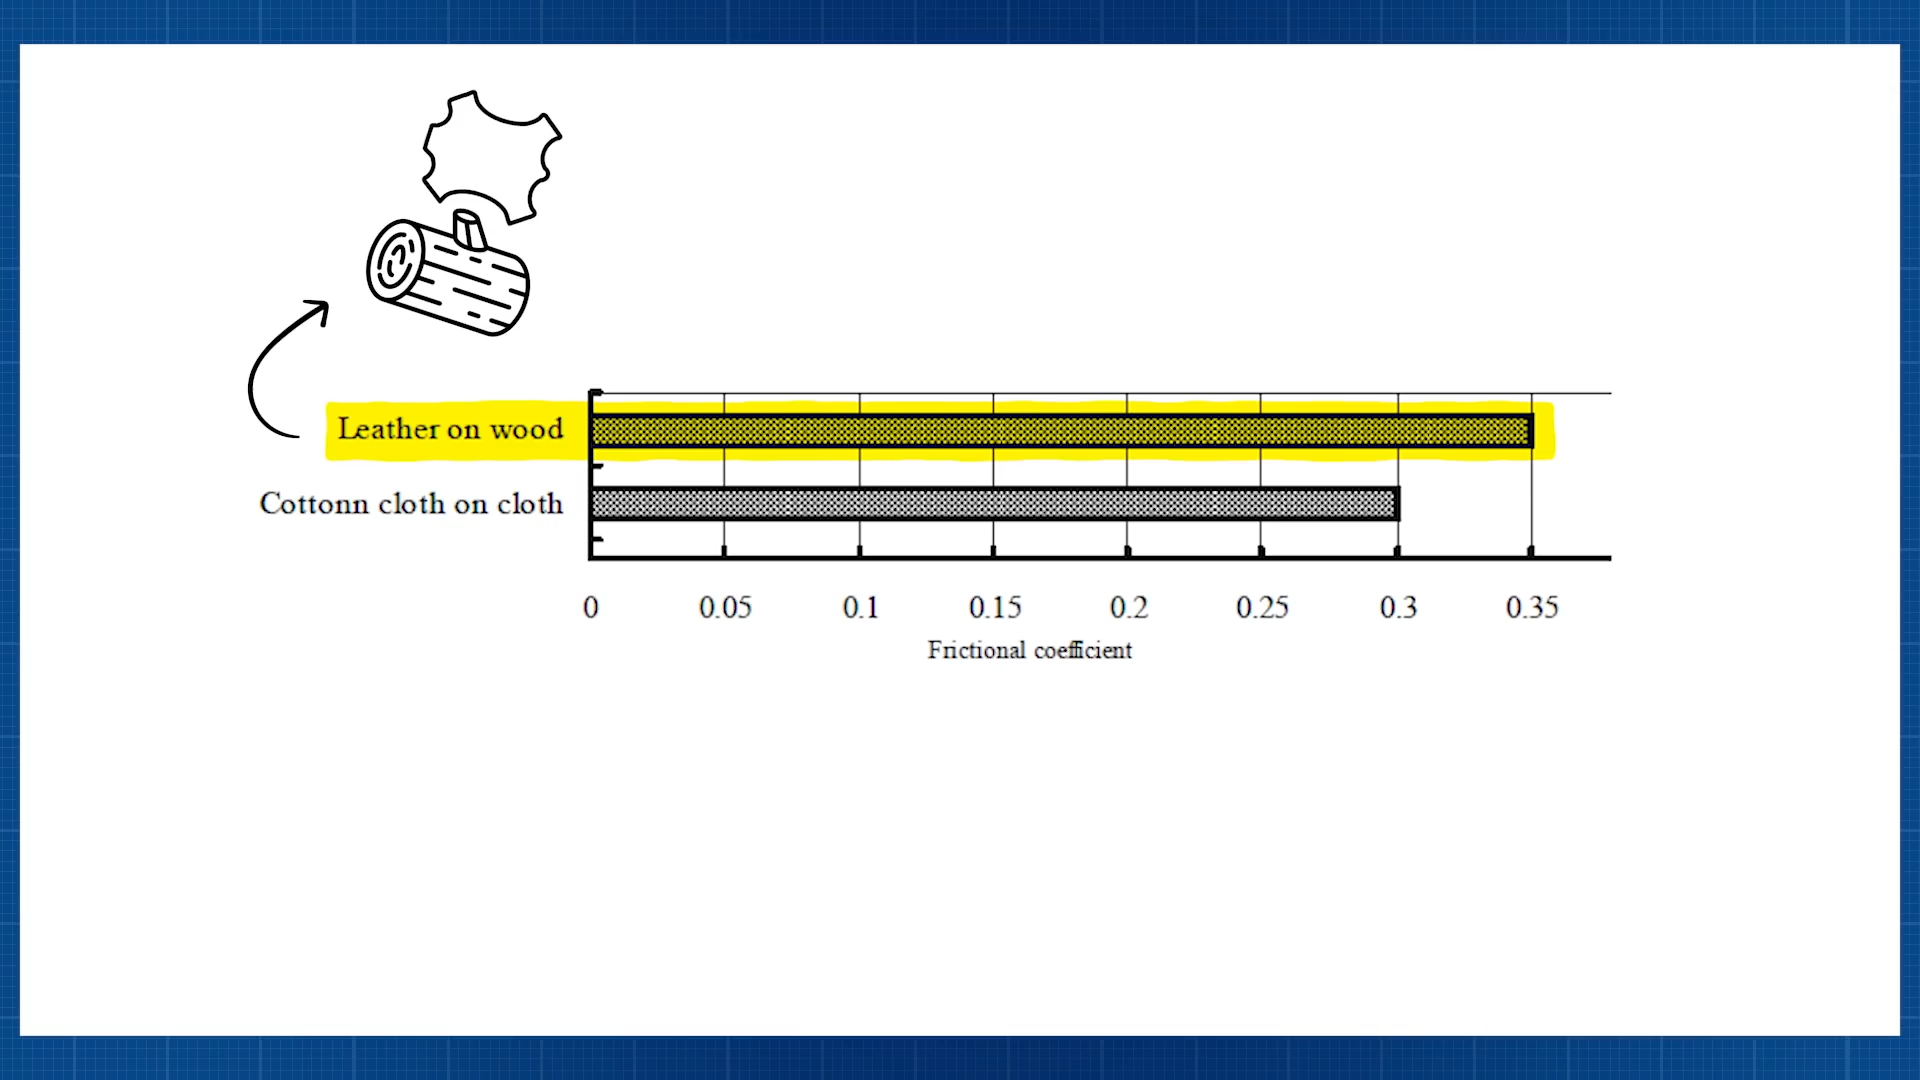 Leather on wood
Cottonn cloth on cloth
0 0.05 0.1 0.15 0.2 0.25 0.3 0.35
Frictional coefficient